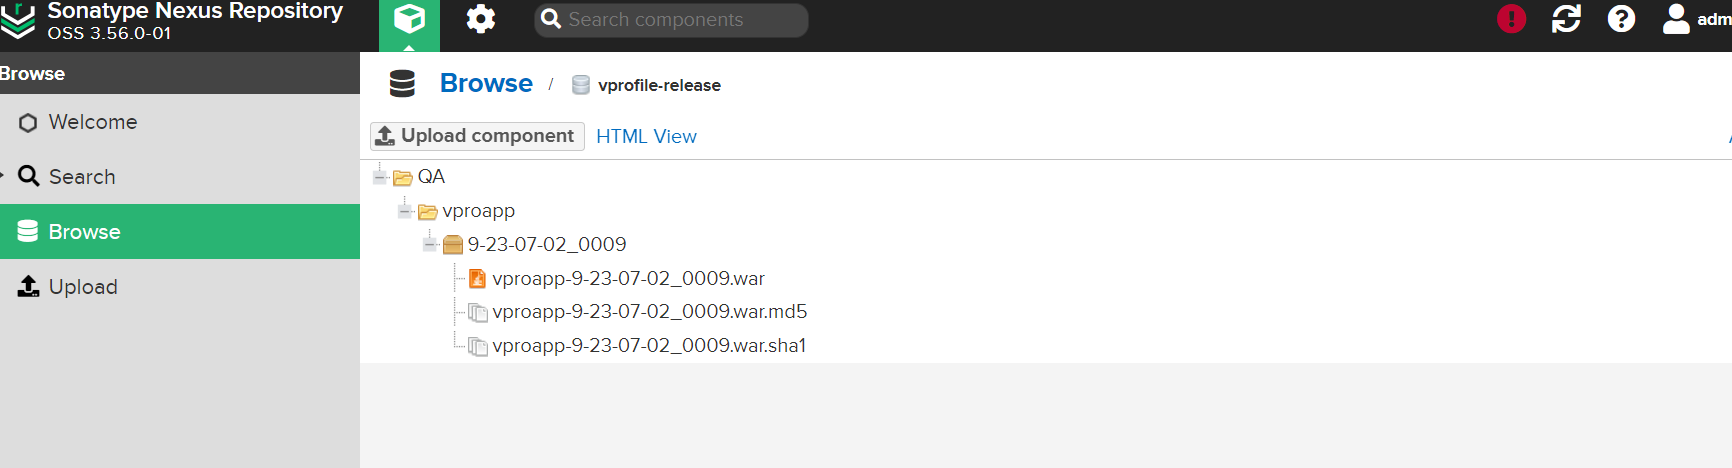 Sonatype Nexus Repository
OSS 3.56.0-01
Search components
Browse
Welcome
Search
Browse
Upload
Browse / vprofile-release
Upload component HTML View
QA
vproapp
9-23-07-02_0009
vproapp-9-23-07-02_0009.war
vproapp-9-23-07-02_0009.war.md5
vproapp-9-23-07-02_0009.war.sha1